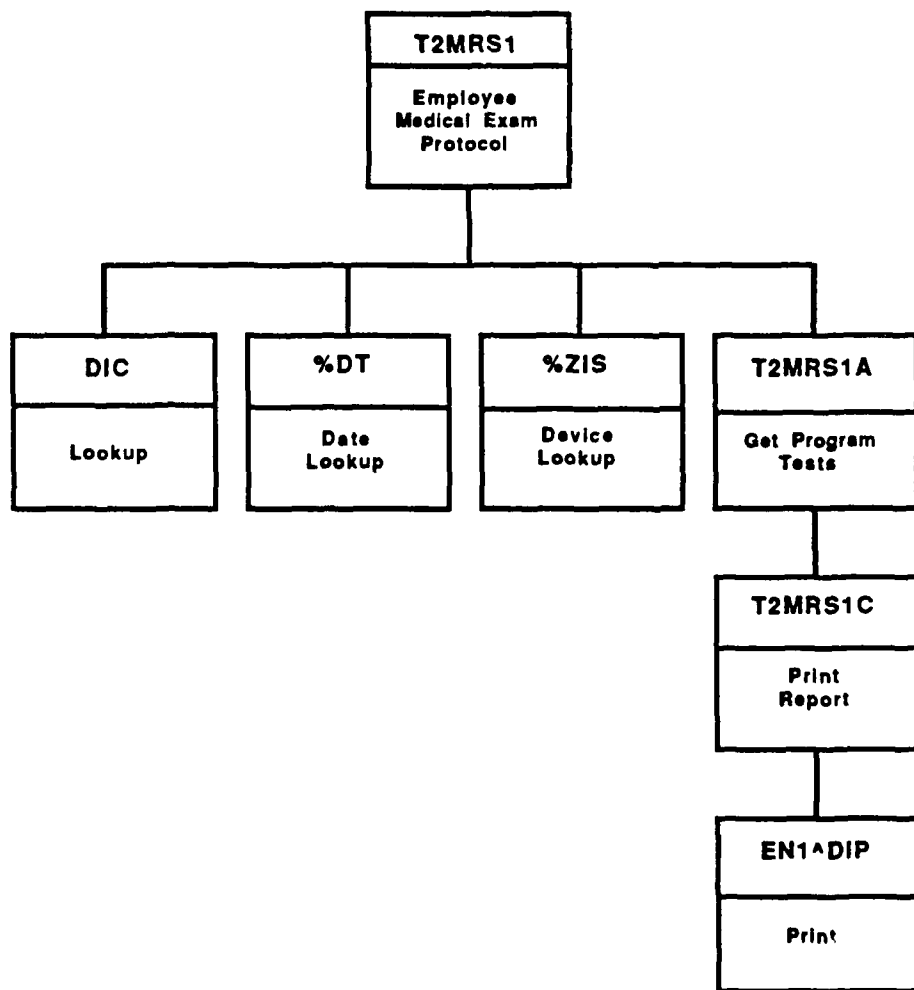 T2MRS1
Employee
Medical Exam
Protocol
DIC
Lookup
%DT
Date
Lookup
%ZIS
Device
Lookup
T2MRS1A
Get Program
Tests
T2MRS1C
Print
Report
EN1^DIP
Print